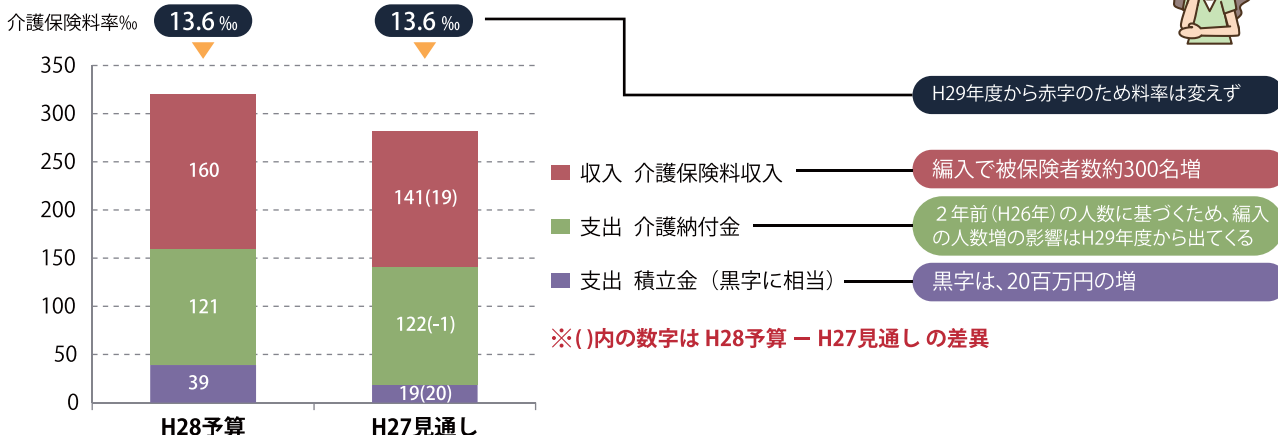 介護保険料率‰
13.6 ‰
13.6 ‰
350
300
250
200
150
100
50
0
160
121
39
141(19)
122(-1)
19(20)
H28予算
H27見通し
H29年度から赤字のため料率は変えず
収入 介護保険料収入
編入で被保険者数約300名増
支出 介護納付金
２年前（H26年）の人数に基づくため、編入
の人数増の影響はH29年度から出てくる
支出 積立金（黒字に相当）
黒字は、20百万円の増
※( )内の数字は H28予算 － H27見通し の差異